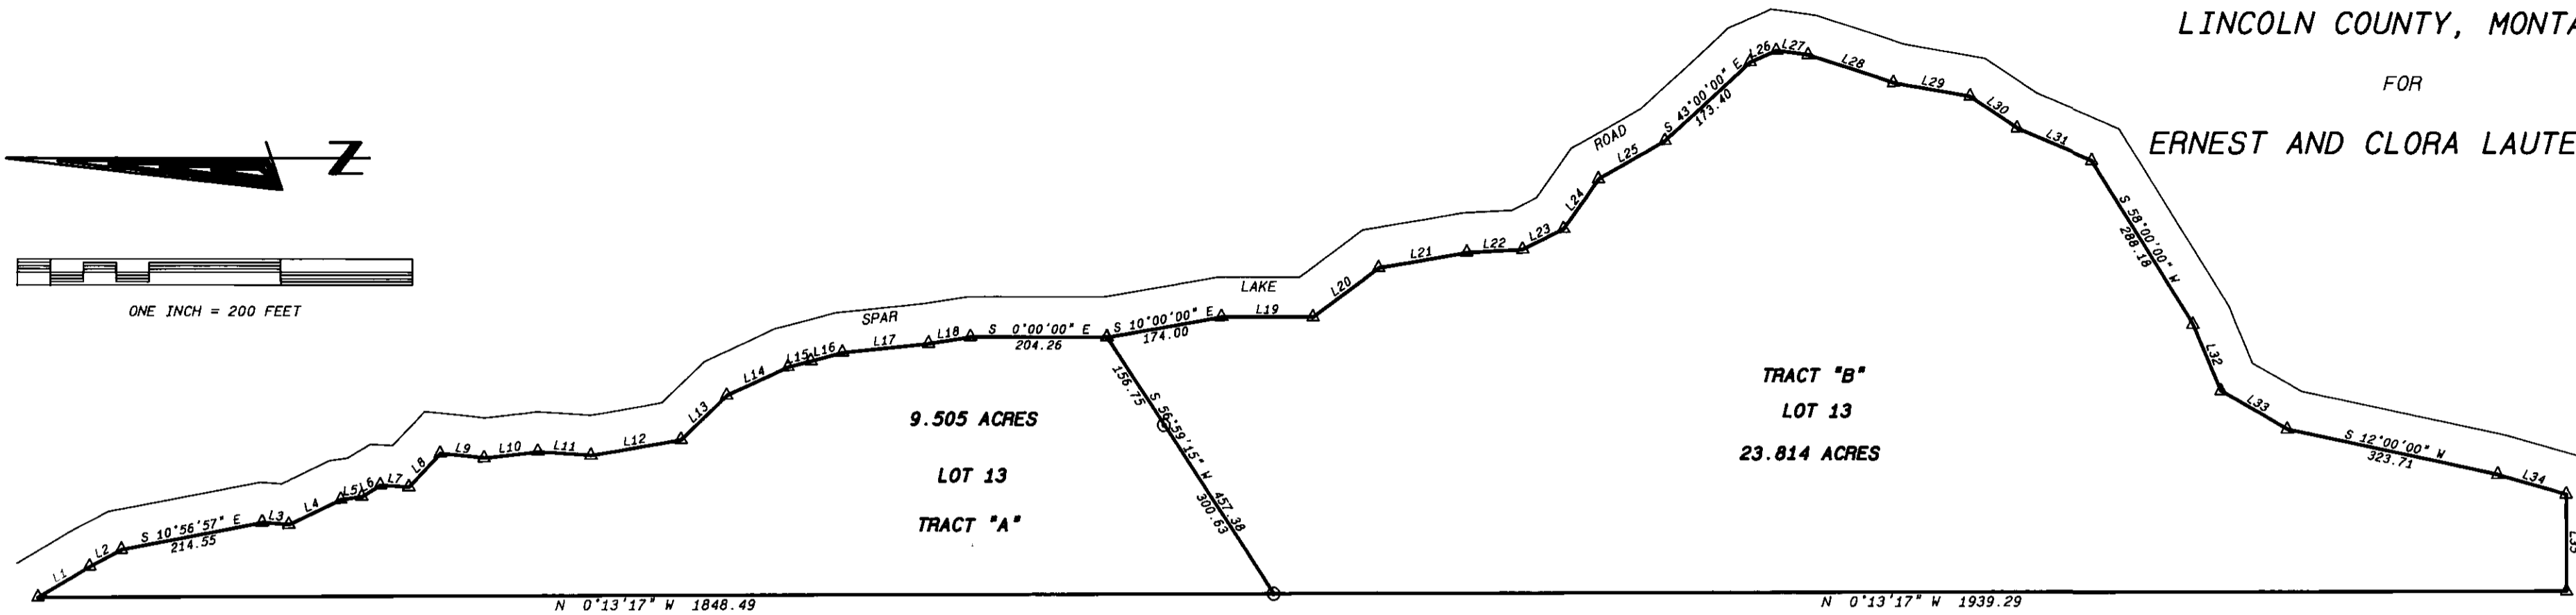 LINCOLN COUNTY, MONTA
FOR
ERNEST AND CLORA LAUTE
Z
ONE INCH = 200 FEET
L1
L2
S 10°56'57" E
214.55
L3
L4
L5
L6
L7
L8
L9
L10
L11
L12
L13
L14
L15
L16
L17
L18
SPAR
S 0°00'00" E
204.26
S 10°00'00" E
174.00
LAKE
L19
L20
L21
L22
L23
L24
L25
ROAD
S 43°00'00" E
173.40
L26
L27
L28
L29
L30
L31
S 58°00'00" W
288.18
L32
L33
S 12°00'00" W
323.71
L34
L35
156.75
S 56°59'15" W 457.38
300.63
9.505 ACRES
LOT 13
TRACT "A"
TRACT "B"
LOT 13
23.814 ACRES
N 0°13'17" W 1848.49
N 0°13'17" W 1939.29